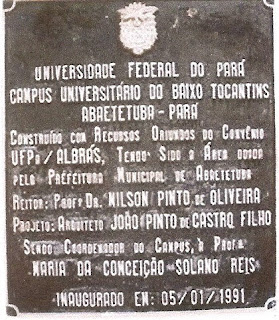 UNIVERSIDADE FEDERAL DO PARÁ
CAMPUS UNIVERSITÁRIO DO BAIXO TOCANTINS
ABAETETUBA - PARÁ
CONSTRUÍDO COM RECURSOS ORIUNDOS DO CONVÊNIO
UFPa/ALBRÁS, TENDO SIDO A ÁREA DOADA
PELA PREFEITURA MUNICIPAL DE ABAETETUBA
REITOR: PROFº DR. NILSON PINTO DE OLIVEIRA
PROJETO: ARQUITETO JOÃO PINTO DE CASTRO FILHO
SENDO COORDENADOR DO CAMPUS, A PROFª
MARIA DA CONCEIÇÃO SOLANO REIS
INAUGURADO EM: 05/01/1991